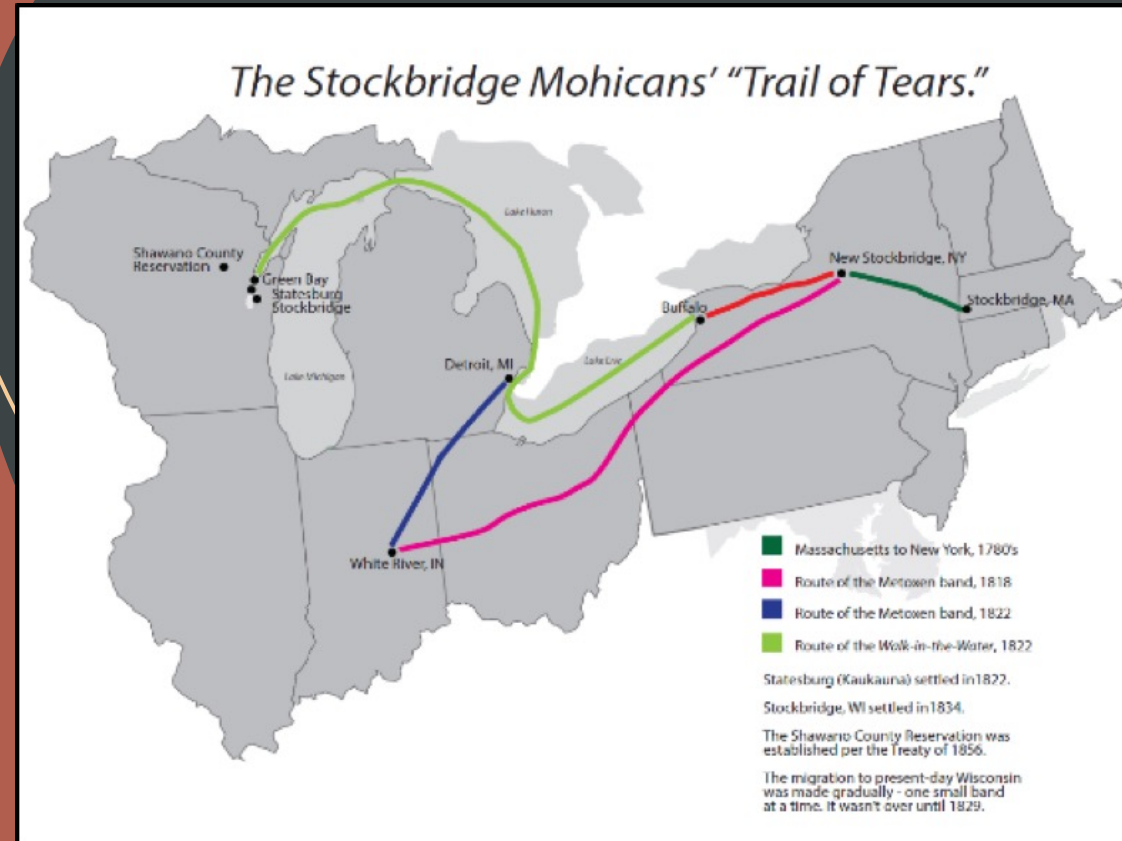 The Stockbridge Mohicans' "Trail of Tears."
Lake Huron
Shawano County
Reservation
Green Bay
Statesburg
Stockbridge
New Stockbridge, NY
Stockbridge, MA
Buffalo
Detroit, MI
Lake Erie
Lake Michigan
White River, IN
Massachusetts to New York, 1780's
Route of the Metoxen band, 1818
Route of the Metoxen band, 1822
Route of the Walk-in-the-Water, 1822
Statesburg (Kaukauna) settled in1822.
Stockbridge, WI settled in1834.
The Shawano County Reservation was
established per the Treaty of 1856.
The migration to present-day Wisconsin
was made gradually - one small band
at a time. It wasn't over until 1829.